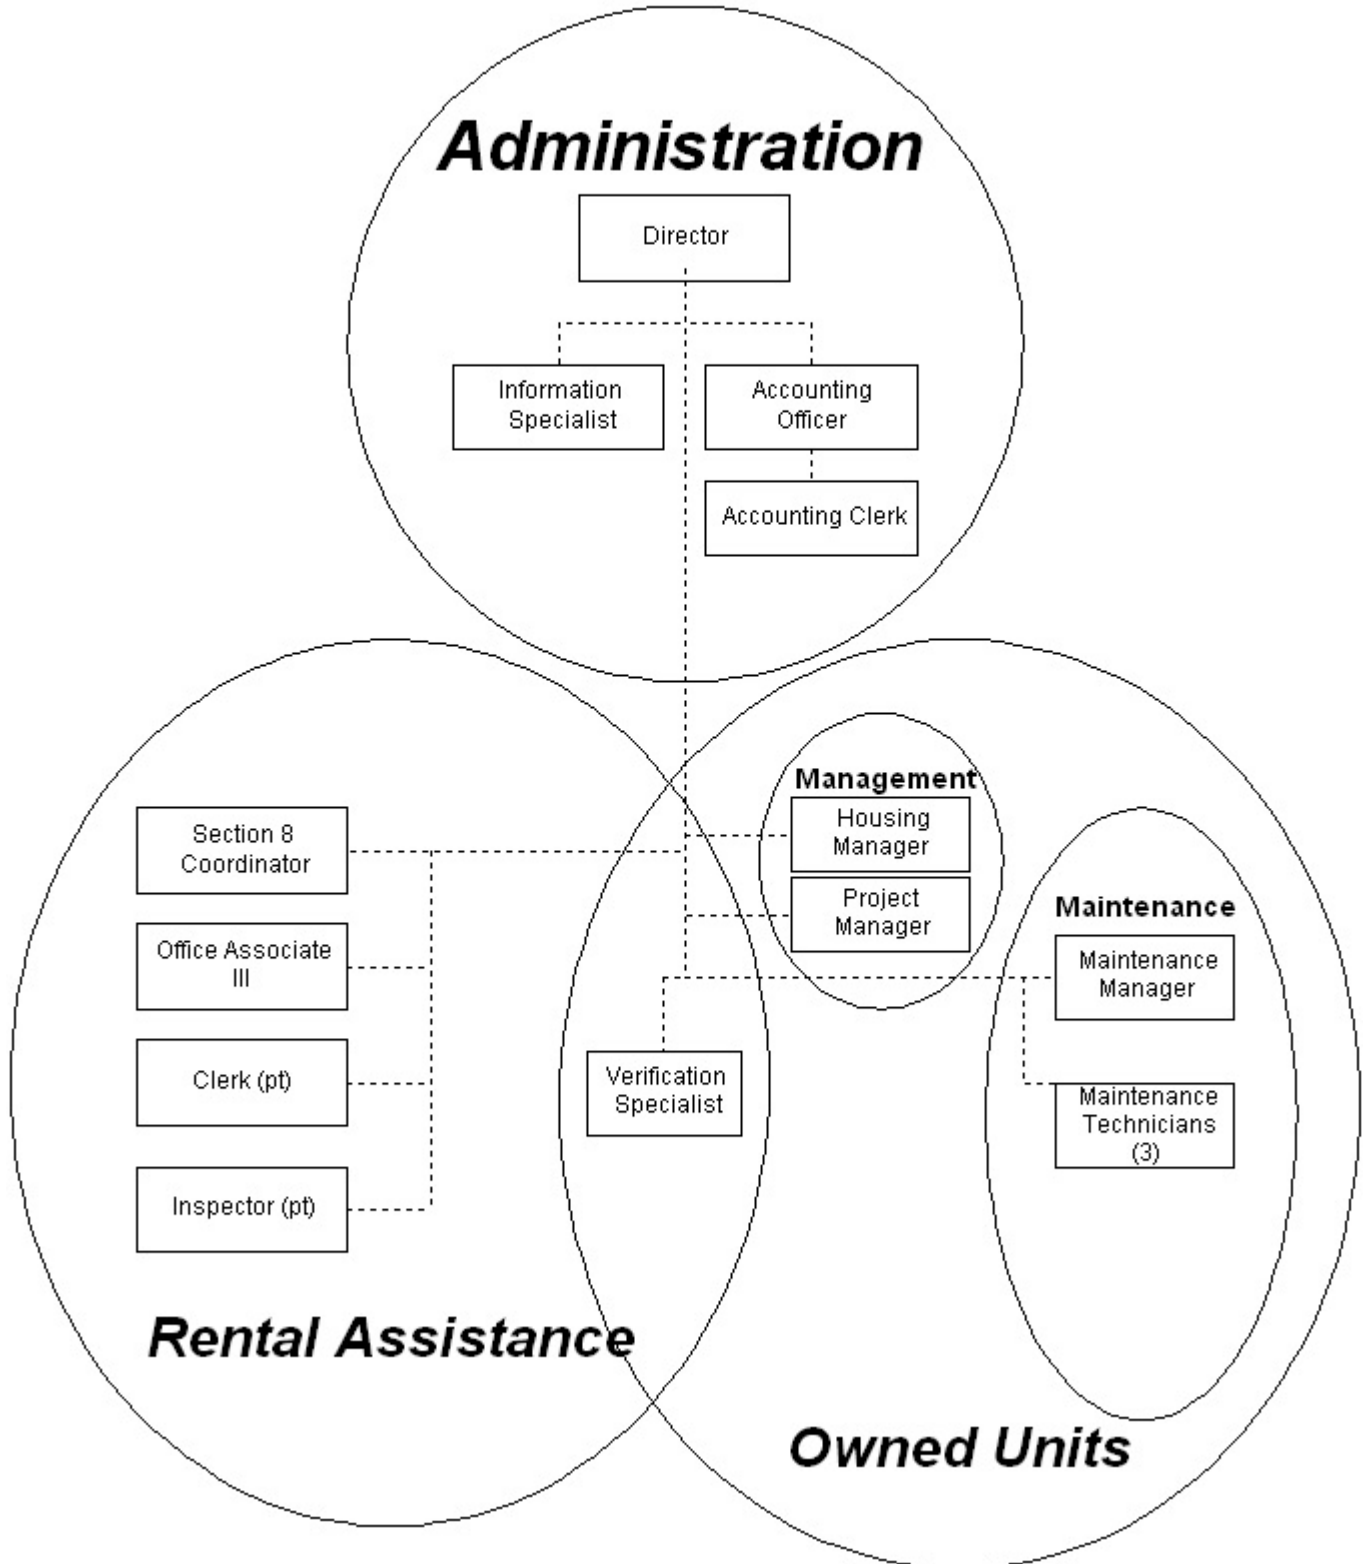 Administration
Director
Information
Specialist
Accounting
Officer
Accounting Clerk
Section 8
Coordinator
Office Associate
III
Clerk (pt)
Inspector (pt)
Rental Assistance
Verification
Specialist
Management
Housing
Manager
Project
Manager
Maintenance
Maintenance
Manager
Maintenance
Technicians
(3)
Owned Units